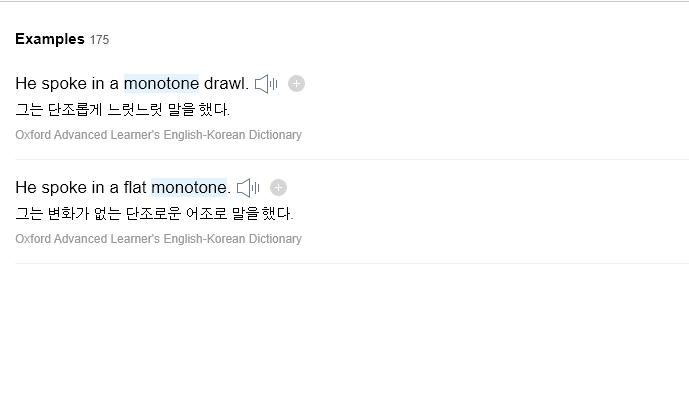 Examples 175
He spoke in a monotone drawl.
그는 단조롭게 느릿느릿 말을 했다.
Oxford Advanced Learner's English-Korean Dictionary
He spoke in a flat monotone.
그는 변화가 없는 단조로운 어조로 말을 했다.
Oxford Advanced Learner's English-Korean Dictionary